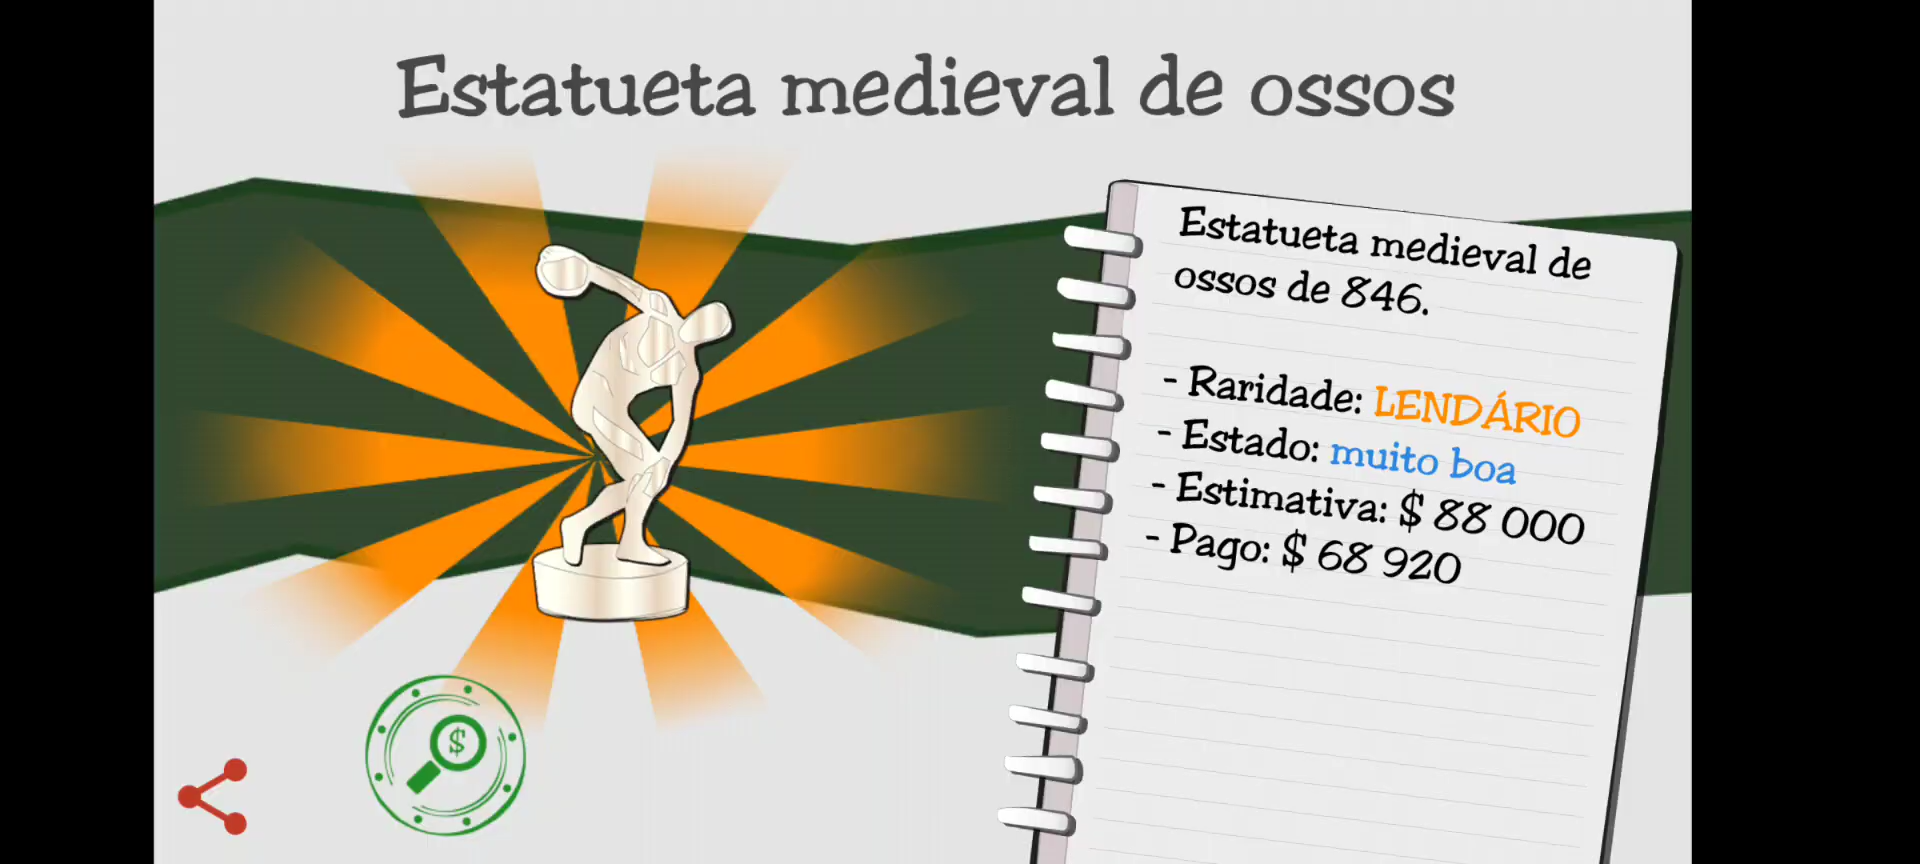 Estatueta medieval de ossos
Estatueta medieval de
ossos de 846.
- Raridade: LENDÁRIO
- Estado: muito boa
- Estimativa: $ 88 000
- Pago: $ 68 920
$